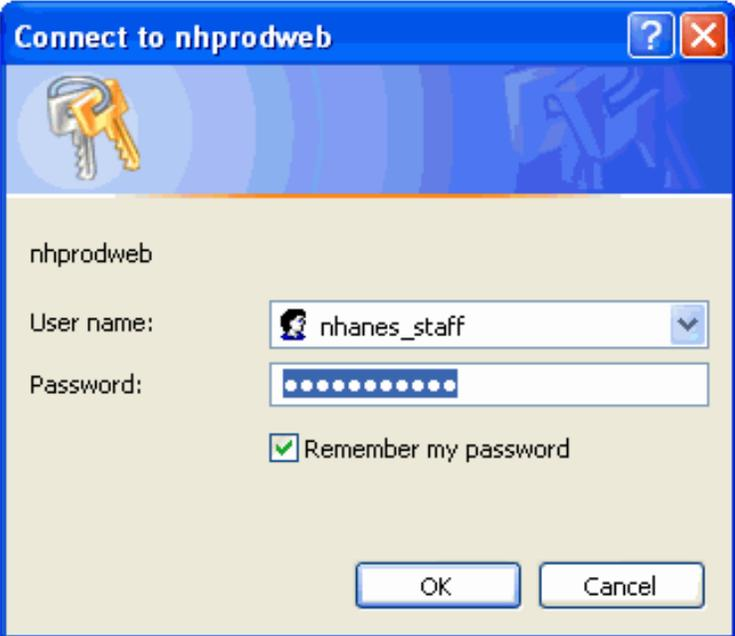 Connect to nhprodweb
nhprodweb
User name: nhanes_staff
Password: ●●●●●●●●●●●
Remember my password
OK Cancel